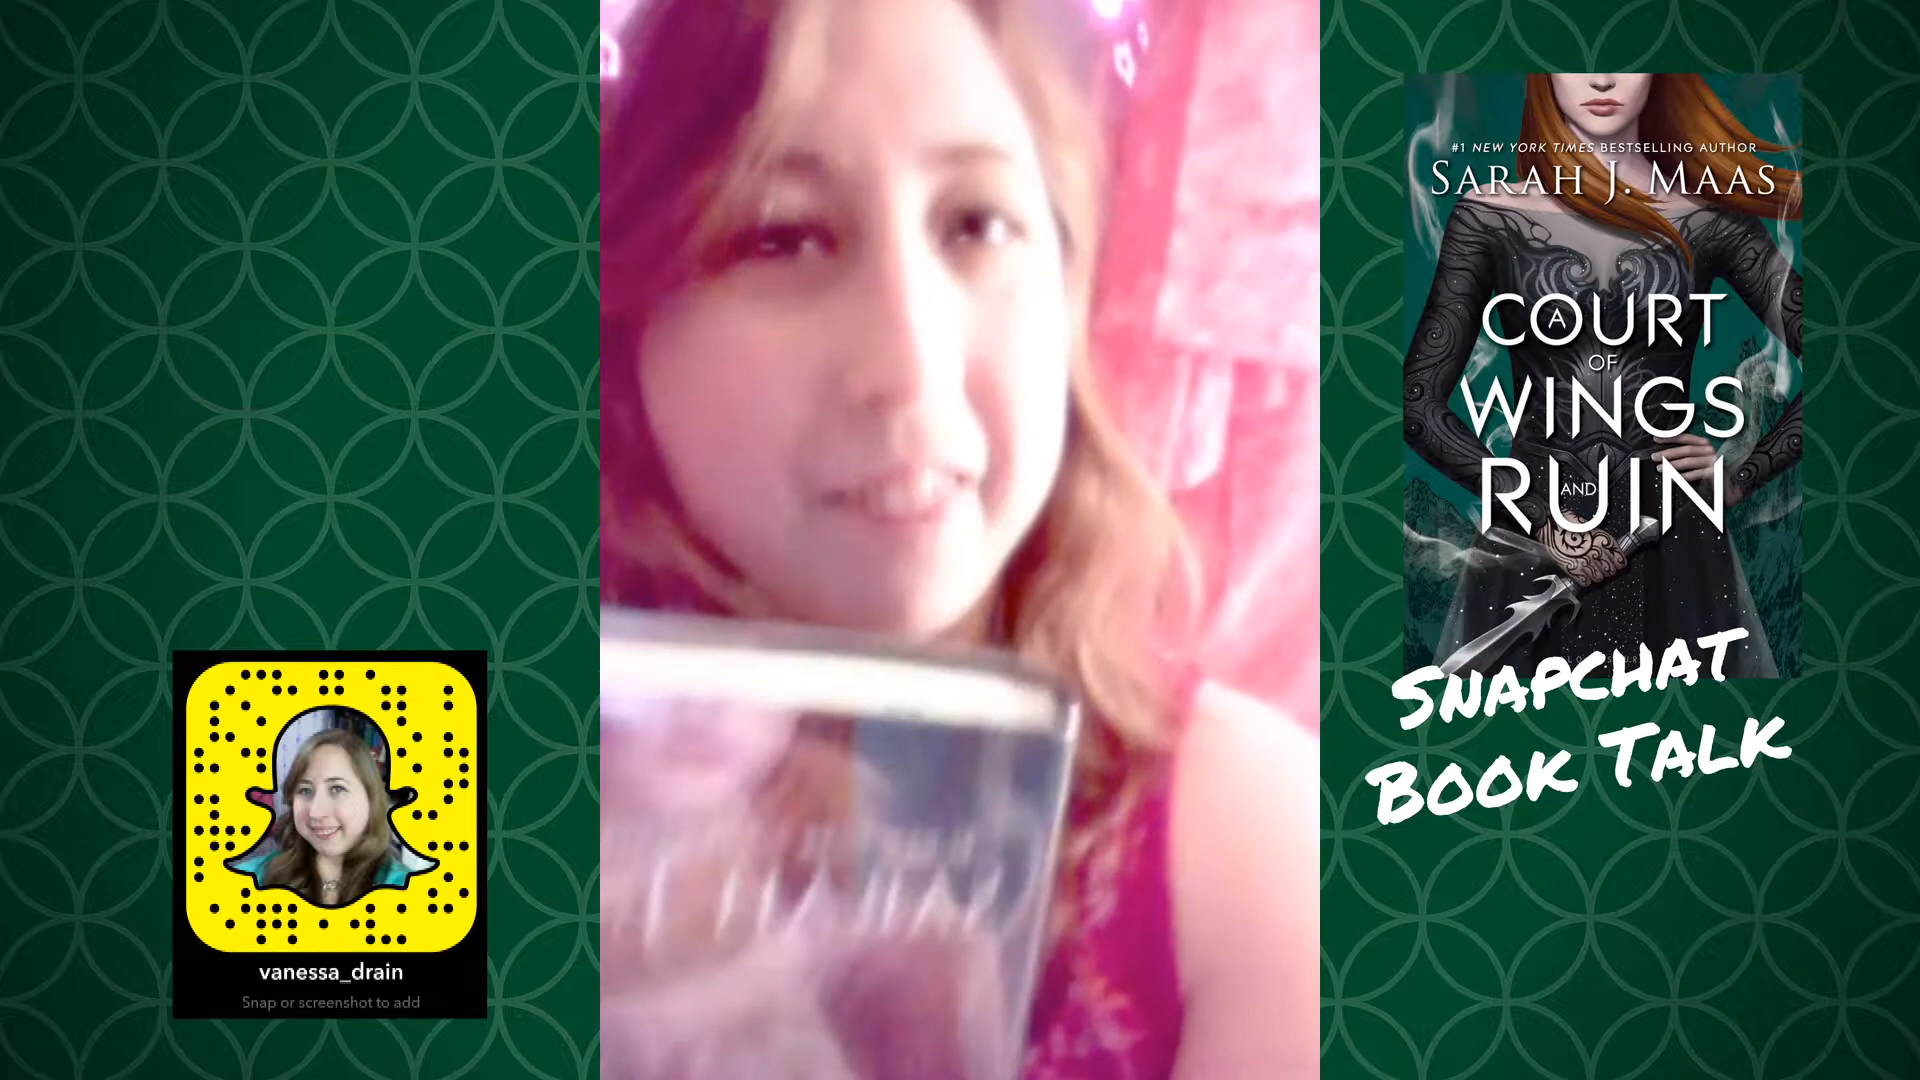 vanessa_drain
Snap or screenshot to add
#1 NEW YORK TIMES BESTSELLING AUTHOR
SARAH J. MAAS
A COURT
OF
WINGS
AND
RUIN
SNAPCHAT
BOOK TALK